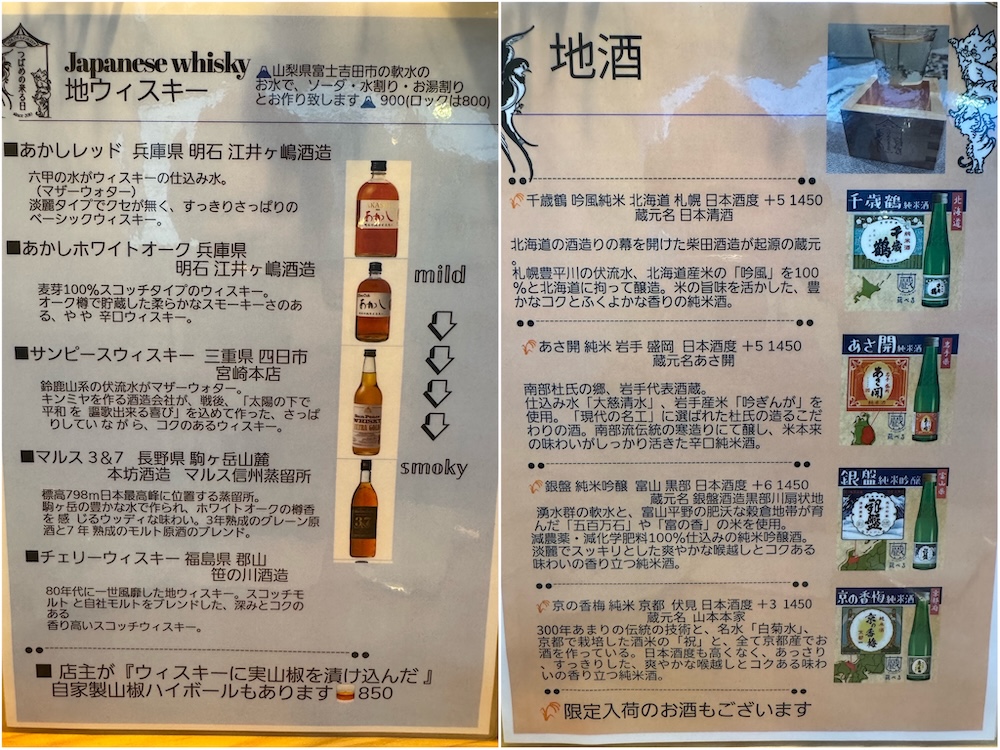 つばめの来る日
Japanese whisky
地ウィスキー
山梨県富士吉田市の軟水の
お水で、ソーダ・水割り・お湯割り
とお作り致します 900(ロックは800)
■あかしレッド 兵庫県 明石 江井ヶ嶋酒造
六甲の水がウィスキーの仕込み水。
(マザーウォター)
淡麗タイプでクセが無く、すっきりさっぱりの
ベーシックウィスキー。
■あかしホワイトオーク 兵庫県
明石 江井ヶ嶋酒造
麦芽100%スコッチタイプのウィスキー。
オーク樽で貯蔵した柔らかなスモーキーさのあ
る、やや 辛口ウィスキー。
■サンピースウィスキー 三重県 四日市
宮崎本店
鈴鹿山系の伏流水がマザーウォター。
キンミヤを作る酒造会社が、戦後、「太陽の下で
平和 を 謳歌出来る喜び」を込めて作った、さっぱ
りしてい なが ら、コクのあるウィスキー。
■マルス 3&7 長野県 駒ヶ岳山麓
本坊酒造 マルス信州蒸留所
標高798m日本最高峰に位置する蒸留所。
駒ヶ岳の豊かな水で作られ、ホワイトオークの樽香
を 感 じるウッディな味わい。3年熟成のグレーン原
酒と7 年 熟成のモルト原酒のブレンド。
■チェリーウィスキー 福島県 郡山
笹の川酒造
80年代に一世風靡した地ウィスキー。スコッチモ
ルト と自社モルトをブレンドした、深みとコクの
ある
香り高いスコッチウィスキー。
■ 店主が『ウィスキーに実山椒を漬け込んだ 』
自家製山椒ハイボールもあります 850
あかし
あかし
37
mild
smoky
地酒
千歳鶴 吟風純米 北海道 札幌 日本酒度 +5 1450
蔵元名 日本清酒
北海道の酒造りの幕を開けた柴田酒造が起源の蔵元
。
札幌豊平川の伏流水、北海道産米の「吟風」を100
%と北海道に拘って醸造。米の旨味を活かした、豊
かなコクとふくよかな香りの純米酒。
あさ開 純米 岩手 盛岡 日本酒度 +5 1450
蔵元名あさ開
南部杜氏の郷、岩手代表酒蔵。
仕込み水「大慈清水」、岩手産米「吟ぎんが」を
使用。「現代の名工」に選ばれた杜氏の造るこだ
わりの酒。南部流伝統の寒造りにて醸し、米本来
の味わいがしっかり活きた辛口純米酒。
銀盤 純米吟醸 富山 黒部 日本酒度 +6 1450
蔵元名 銀盤酒造黒部川扇状地
湧水群の軟水と、富山平野の肥沃な穀倉地帯が育
んだ「五百万石」や「富の香」の米を使用。
減農薬・減化学肥料100%仕込みの純米吟醸酒。
淡麗でスッキリとした爽やかな喉越しとコクある
味わいの香り立つ純米酒。
京の香梅 純米 京都 伏見 日本酒度 +3 1450
蔵元名 山本本家
300年あまりの伝統の技術と、名水「白菊水」、
京都で栽培した酒米の「祝」と、全て京都産でお
酒を作っている。日本酒度も高くなく、あっさり
、すっきりした、爽やかな喉越しとコクある味わ
いの香り立つ純米酒。
限定入荷のお酒もございます
千歳鶴 純米酒
北海道
千歳鶴
蔵
あさ開 純米酒
岩手県
あさ開
蔵
銀盤 純米吟醸
富山県
銀盤
蔵
京の香梅 純米酒
京都府
京の香梅